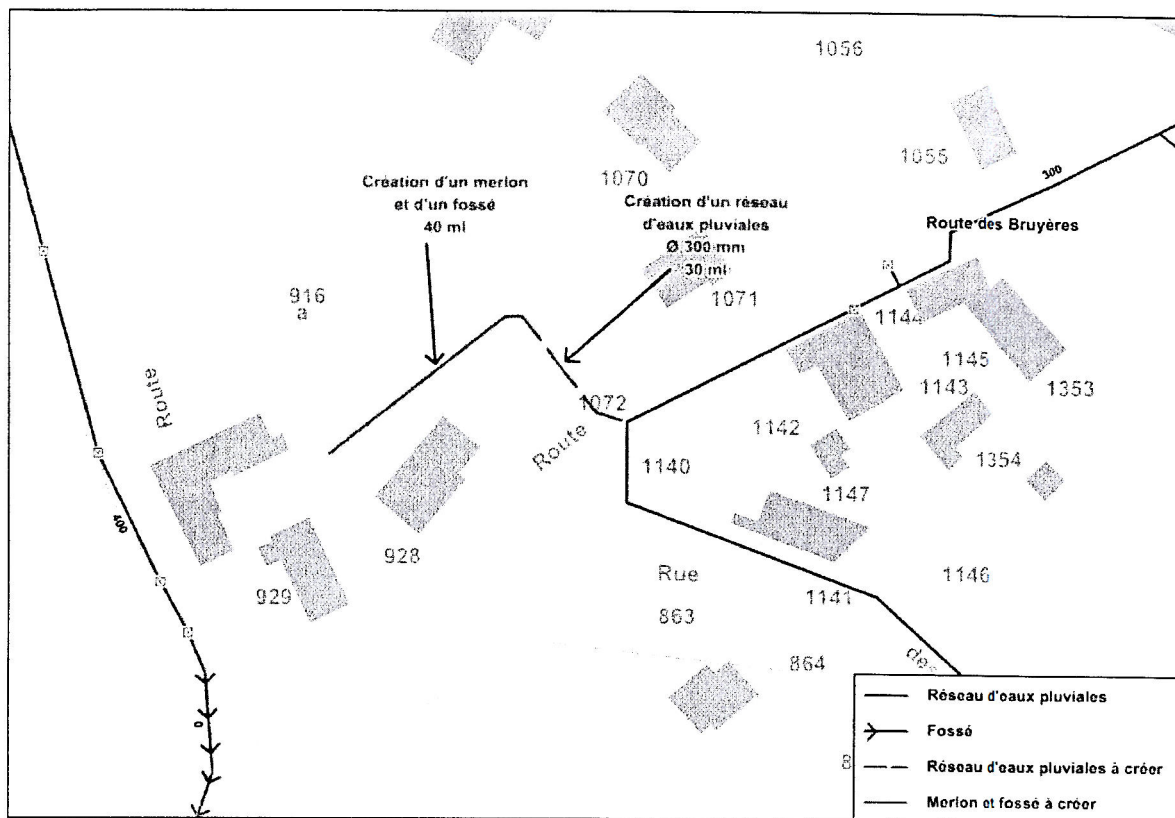 1056
1055
300
1070
Création d'un merlon
et d'un fossé
40 ml
Création d'un réseau
d'eaux pluviales
Ø 300 mm
30 ml
Route des Bruyères
1071
916
a
1144
1145
1143
1353
Route
1072
Route
1142
1140
1354
1147
400
928
929
Rue
1146
1141
863
864
des
0
Réseau d'eaux pluviales
Fossé
Réseau d'eaux pluviales à créer
Merlon et fossé à créer